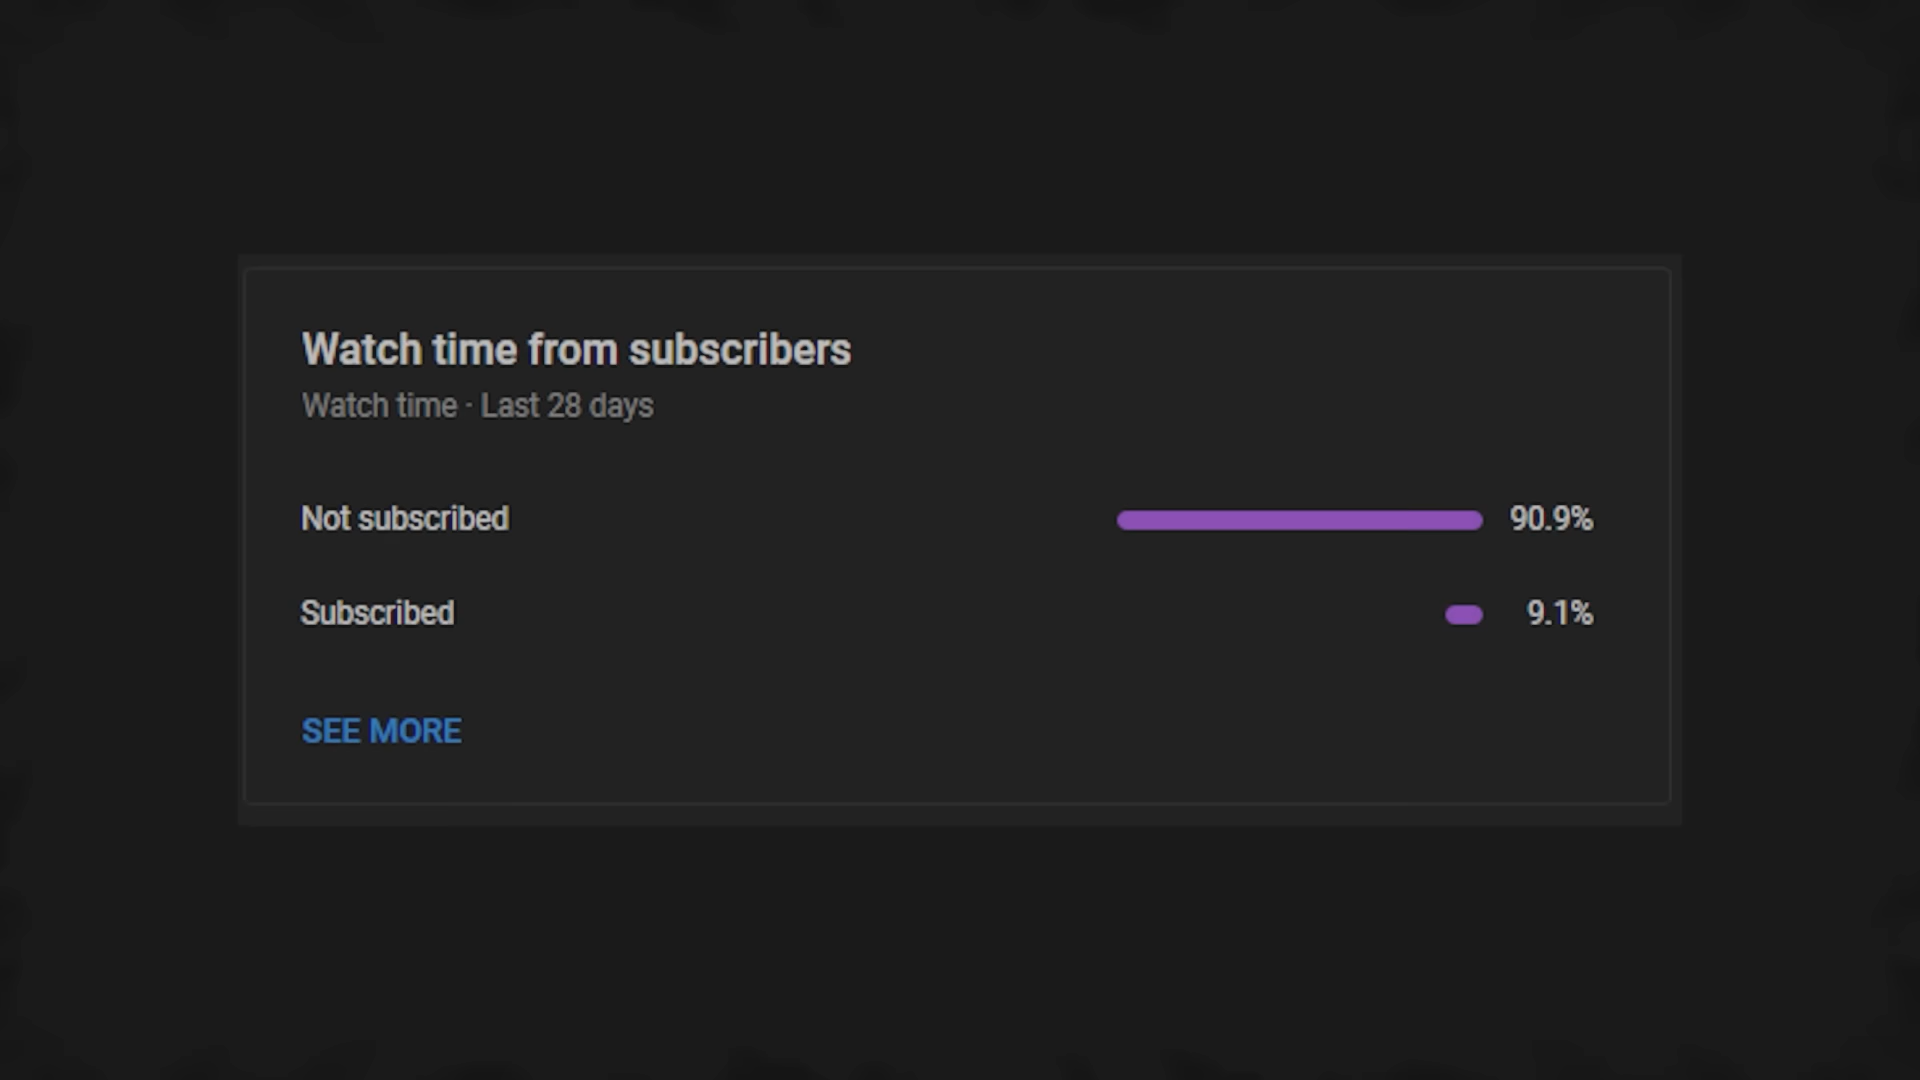 Watch time from subscribers
Watch time · Last 28 days
Not subscribed 90.9%
Subscribed 9.1%
SEE MORE